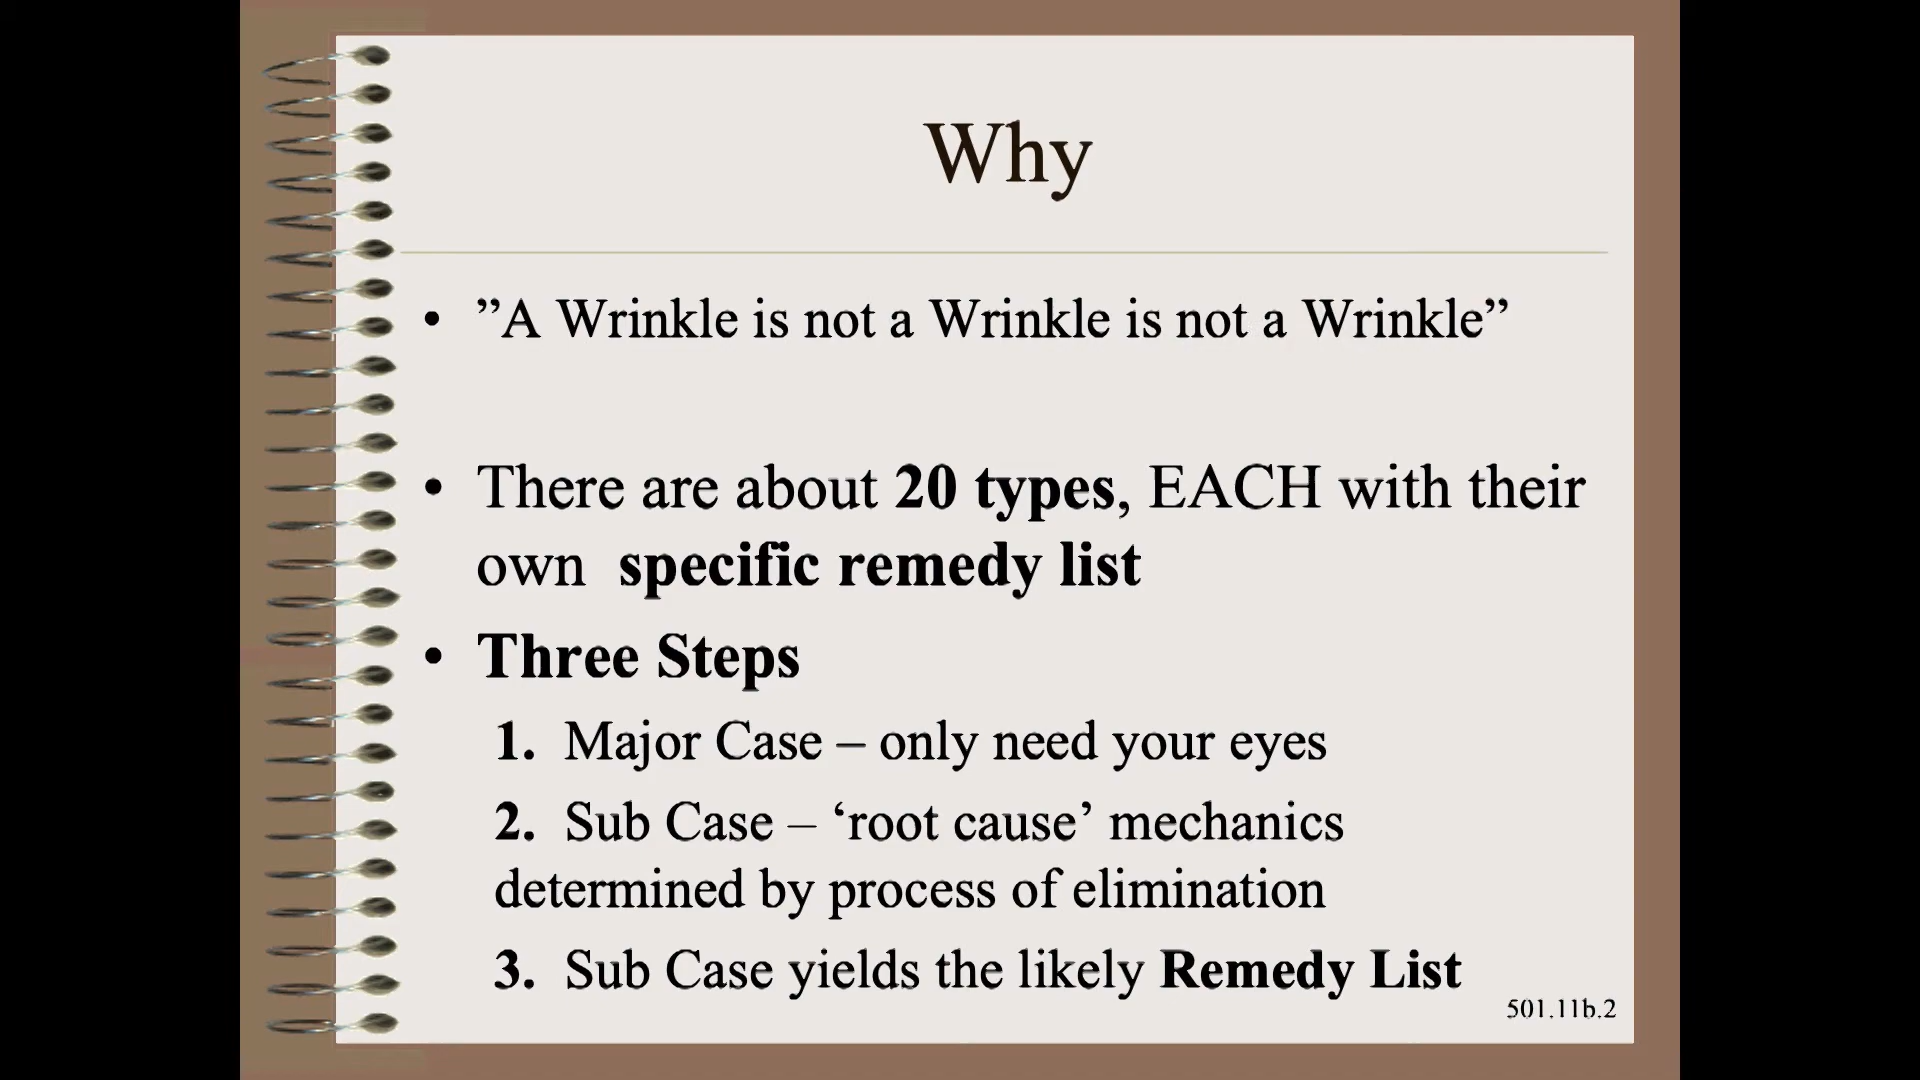 Why
• ”A Wrinkle is not a Wrinkle is not a Wrinkle”
• There are about 20 types, EACH with their
own  specific remedy list
• Three Steps
1.  Major Case – only need your eyes
2.  Sub Case – ‘root cause’ mechanics
determined by process of elimination
3.  Sub Case yields the likely Remedy List
501.11b.2